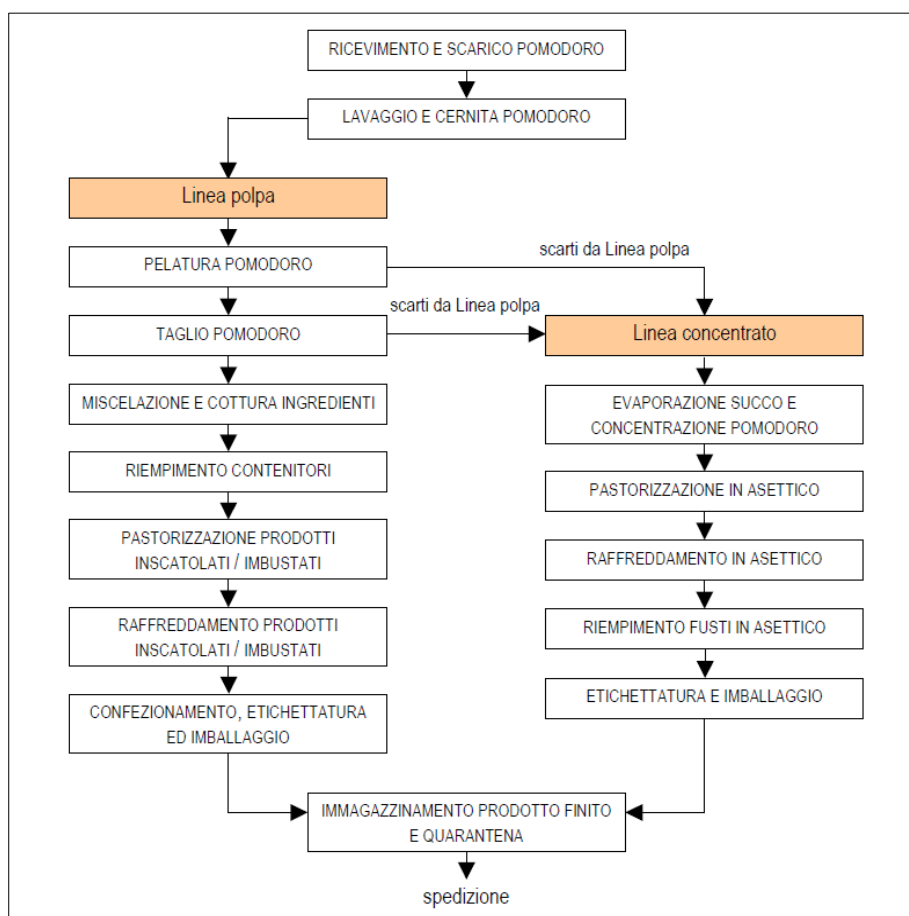 RICEVIMENTO E SCARICO POMODORO
LAVAGGIO E CERNITA POMODORO
Linea polpa
PELATURA POMODORO
scarti da Linea polpa
TAGLIO POMODORO
scarti da Linea polpa
Linea concentrato
MISCELAZIONE E COTTURA INGREDIENTI
RIEMPIMENTO CONTENITORI
PASTORIZZAZIONE PRODOTTI
INSCATOLATI / IMBUSTATI
RAFFREDDAMENTO PRODOTTI
INSCATOLATI / IMBUSTATI
CONFEZIONAMENTO, ETICHETTATURA
ED IMBALLAGGIO
EVAPORAZIONE SUCCO E
CONCENTRAZIONE POMODORO
PASTORIZZAZIONE IN ASETTICO
RAFFREDDAMENTO IN ASETTICO
RIEMPIMENTO FUSTI IN ASETTICO
ETICHETTATURA E IMBALLAGGIO
IMMAGAZZINAMENTO PRODOTTO FINITO
E QUARANTENA
spedizione